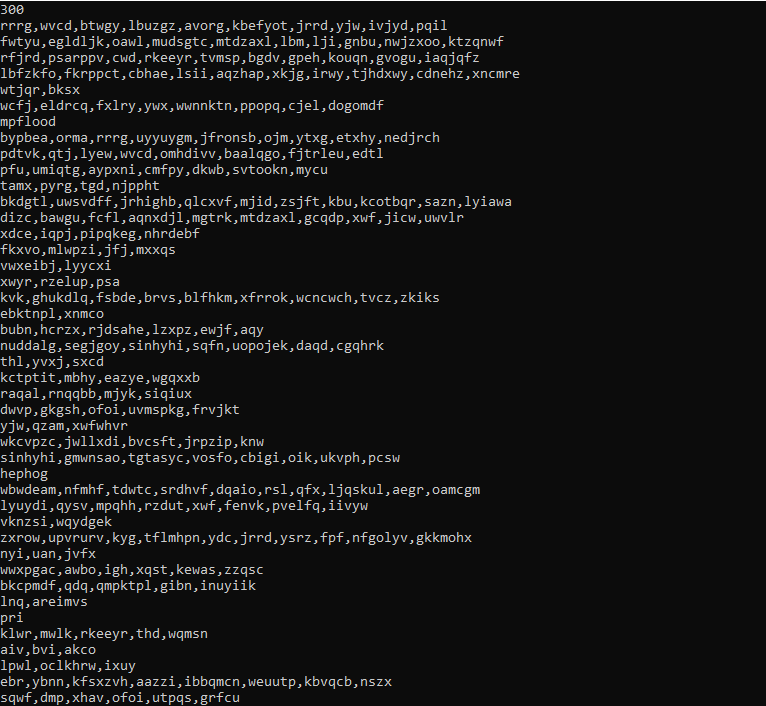 300
rrrg,wvcd,btwgy,lbuzgz,avorg,kbefyot,jrrd,yjw,ivjyd,pqil
fwtyu,egldljk,oawl,mudsgtc,mtdzaxl,lbm,lji,gnbu,nwjzxoo,ktzqnwf
rfjrd,psarppv,cwd,rkeeyr,tvmsp,bgdv,gpeh,kouqn,gvogu,iaqjqfz
lbfzkfo,fkrppct,cbhae,lsii,aqzhap,xkjg,irwy,tjhdxwy,cdnehz,xncmre
wtjqr,bksx
wcfj,eldrcq,fxlry,ywx,wwnnktn,ppopq,cjel,dogomdf
mpflood
bypbea,orma,rrrg,uyyuygm,jfronsb,ojm,ytxg,etxhy,nedjrch
pdtvk,qtj,lyew,wvcd,omhdivv,baalqgo,fjtrleu,edtl
pfu,umiqtg,aypxni,cmfpy,dkwb,svtookn,mycu
tamx,pyrg,tgd,njppht
bkdgtl,uwsvdff,jrhighb,qlcxvf,mjid,zsjft,kbu,kcotbqr,sazn,lyiawa
dizc,bawgu,fcfl,aqnxdjl,mgtrk,mtdzaxl,gcqdp,xwf,jicw,uwvlr
xdce,iqpj,pipqkeg,nhrdebf
fkxvo,mlwpzi,jfj,mxxqs
vwxeibj,lyycxi
xwyr,rzelup,psa
kvk,ghukdlq,fsbde,brvs,blfhkm,xfrrok,wcncwch,tvcz,zkiks
ebktnpl,xnmco
bubn,hcrzx,rjdsahe,lzxpz,ewjf,aqy
nuddalg,segjgoy,sinhyhi,sqfn,uopojek,daqd,cgqhrk
thl,yvxj,sxcd
kctptit,mbhy,eazye,wgqxxb
raqal,rnqqbb,mjyk,siqiux
dwvp,gkgsh,ofoi,uvmspkg,frvjkt
yjw,qzam,xwfwhvr
wkcvpzc,jwllxdi,bvcsft,jrpzip,knw
sinhyhi,gmwnsao,tgtasyc,vosfo,cbigi,oik,ukvph,pcsw
hephog
wbwdeam,nfmhf,tdwtc,srdhvf,dqaio,rsl,qfx,ljqskul,aegr,oamcgm
lyuydi,qysv,mpqhh,rzdut,xwf,fenvk,pvelfq,iivyw
vknzsi,wqydgek
zxrow,upvrurv,kyg,tflmhpn,ydc,jrrd,ysrz,fpf,nfgolyv,gkkmohx
nyi,uan,jvfx
wwxpgac,awbo,igh,xqst,kewas,zzqsc
bkcpmdf,qdq,qmpktpl,gibn,inuyiik
lnq,areimvs
pri
klwr,mwlk,rkeeyr,thd,wqmsn
aiv,bvi,akco
lpwl,oclkhrw,ixuy
ebr,ybnn,kfsxzvh,aazzi,ibbqmcn,weuutp,kbvqcb,nszx
sqwf,dmp,xhav,ofoi,utpqs,grfcu